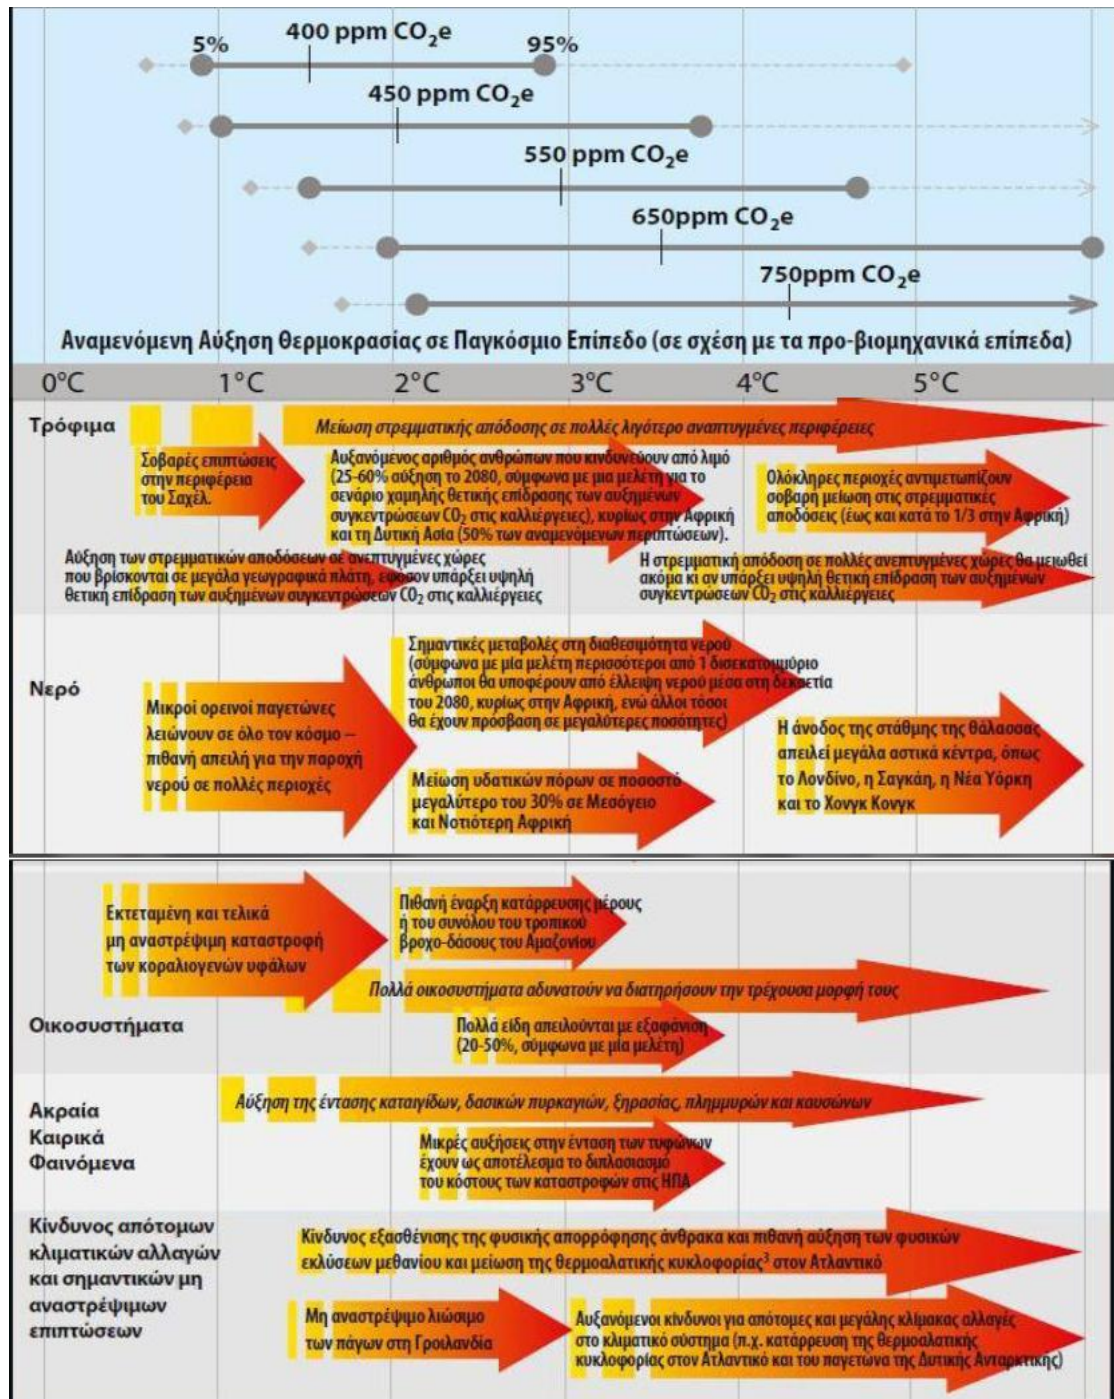 400 ppm CO₂e
5%
95%
450 ppm CO₂e
550 ppm CO₂e
650ppm CO₂e
750ppm CO₂e
Αναμενόμενη Αύξηση Θερμοκρασίας σε Παγκόσμιο Επίπεδο (σε σχέση με τα προ-βιομηχανικά επίπεδα)
0°C 1°C 2°C 3°C 4°C 5°C
Τρόφιμα
Μείωση στρεμματικής απόδοσης σε πολλές λιγότερο αναπτυγμένες περιφέρειες
Σοβαρές επιπτώσεις
στην περιφέρεια
του Σαχέλ.
Αυξανόμενος αριθμός ανθρώπων που κινδυνεύουν από λιμό
(25-60% αύξηση το 2080, σύμφωνα με μια μελέτη για το
σενάριο χαμηλής θετικής επίδρασης των αυξημένων
συγκεντρώσεων CO₂ στις καλλιέργειες), κυρίως στην Αφρική
και τη Δυτική Ασία (50% των αναμενόμενων περιπτώσεων).
Ολόκληρες περιοχές αντιμετωπίζουν
σοβαρή μείωση στις στρεμματικές
αποδόσεις (έως και κατά το 1/3 στην Αφρική)
Αύξηση των στρεμματικών αποδόσεων σε ανεπτυγμένες χώρες
που βρίσκονται σε μεγάλα γεωγραφικά πλάτη, εφόσον υπάρξει υψηλή
θετική επίδραση των αυξημένων συγκεντρώσεων CO₂ στις καλλιέργειες
Η στρεμματική απόδοση σε πολλές ανεπτυγμένες χώρες θα μειωθεί
ακόμα κι αν υπάρξει υψηλή θετική επίδραση των αυξημένων
συγκεντρώσεων CO₂ στις καλλιέργειες
Νερό
Μικροί ορεινοί παγετώνες
λειώνουν σε όλο τον κόσμο –
πιθανή απειλή για την παροχή
νερού σε πολλές περιοχές
Σημαντικές μεταβολές στη διαθεσιμότητα νερού
(σύμφωνα με μία μελέτη περισσότεροι από 1 δισεκατομμύριο
άνθρωποι θα υποφέρουν από έλλειψη νερού μέσα στη δεκαετία
του 2080, κυρίως στην Αφρική, ενώ άλλοι τόσοι
θα έχουν πρόσβαση σε μεγαλύτερες ποσότητες)
Μείωση υδατικών πόρων σε ποσοστό
μεγαλύτερο του 30% σε Μεσόγειο
και Νοτιότερη Αφρική
Η άνοδος της στάθμης της θάλασσας
απειλεί μεγάλα αστικά κέντρα, όπως
το Λονδίνο, η Σαγκάη, η Νέα Υόρκη
και το Χονγκ Κονγκ
Εκτεταμένη και τελικά
μη αναστρέψιμη καταστροφή
των κοραλιογενών υφάλων
Πιθανή έναρξη κατάρρευσης μέρους
ή του συνόλου του τροπικού
βροχο-δάσους του Αμαζονίου
Πολλά οικοσυστήματα αδυνατούν να διατηρήσουν την τρέχουσα μορφή τους
Οικοσυστήματα
Πολλά είδη απειλούνται με εξαφάνιση
(20-50%, σύμφωνα με μία μελέτη)
Ακραία
Καιρικά
Φαινόμενα
Αύξηση της έντασης καταιγίδων, δασικών πυρκαγιών, ξηρασίας, πλημμυρών και καυσώνων
Μικρές αυξήσεις στην ένταση των τυφώνων
έχουν ως αποτέλεσμα το διπλασιασμό
του κόστους των καταστροφών στις ΗΠΑ
Κίνδυνος απότομων
κλιματικών αλλαγών
και σημαντικών μη
αναστρέψιμων
επιπτώσεων
Κίνδυνος εξασθένισης της φυσικής απορρόφησης άνθρακα και πιθανή αύξηση των φυσικών
εκλύσεων μεθανίου και μείωση της θερμοαλατικής κυκλοφορίας³ στον Ατλαντικό
Μη αναστρέψιμο λιώσιμο
των πάγων στη Γροιλανδία
Αυξανόμενοι κίνδυνοι για απότομες και μεγάλης κλίμακας αλλαγές
στο κλιματικό σύστημα (π.χ. κατάρρευση της θερμοαλατικής
κυκλοφορίας στον Ατλαντικό και του παγετώνα της Δυτικής Ανταρκτικής)